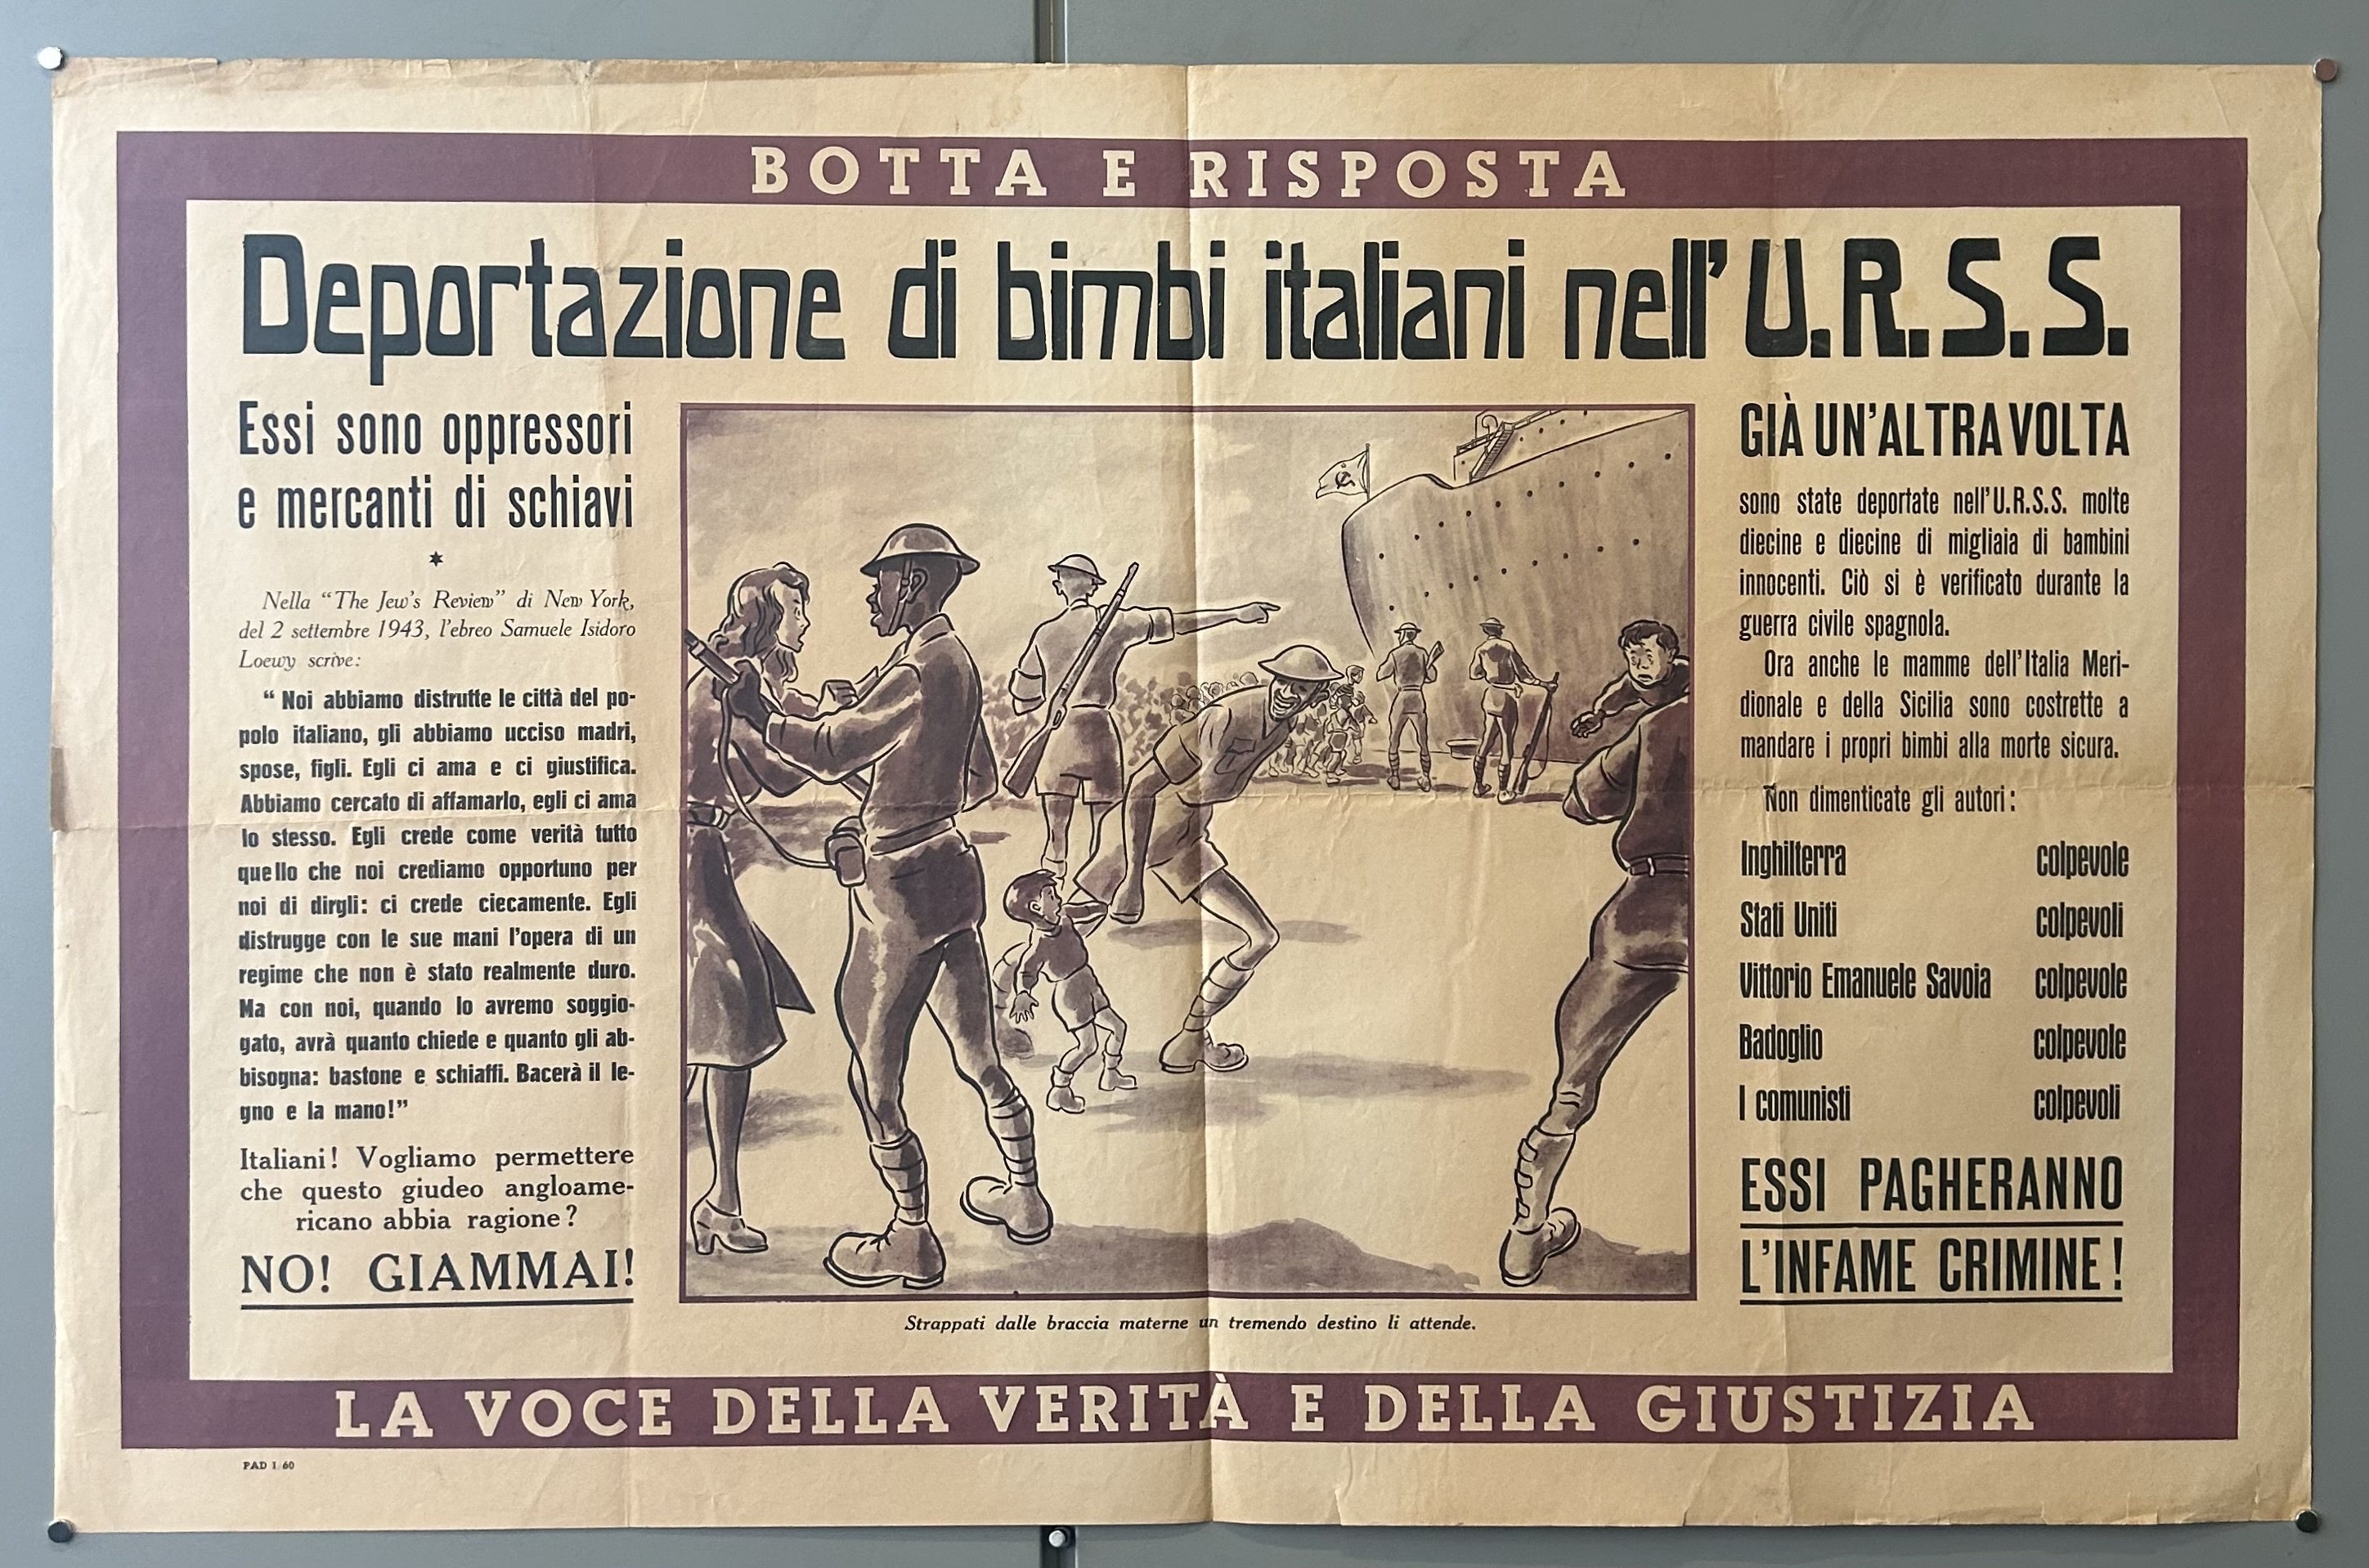 BOTTA E RISPOSTA
Deportazione di bimbi italiani nell'U.R.S.S.
Essi sono oppressori
e mercanti di schiavi
Nella "The Jew's Review" di New York,
del 2 settembre 1943, l'ebreo Samuele Isidoro
Loewy scrive:
"Noi abbiamo distrutte le città del po-
polo italiano, gli abbiamo ucciso madri,
spose, figli. Egli ci ama e ci giustifica.
Abbiamo cercato di affamarlo, egli ci ama
lo stesso. Egli crede come verità tutto
quello che noi crediamo opportuno per
noi di dirgli: ci crede ciecamente. Egli
distrugge con le sue mani l'opera di un
regime che non è stato realmente duro.
Ma con noi, quando lo avremo soggio-
gato, avrà quanto chiede e quanto gli ab-
bisogna: bastone e schiaffi. Bacerà il le-
gno e la mano!"
Italiani! Vogliamo permettere
che questo giudeo angloame-
ricano abbia ragione?
NO! GIAMMAI!
Strappati dalle braccia materne un tremendo destino li attende.
GIÀ UN'ALTRA VOLTA
sono state deportate nell'U.R.S.S. molte
diecine e diecine di migliaia di bambini
innocenti. Ciò si è verificato durante la
guerra civile spagnola.
Ora anche le mamme dell'Italia Meri-
dionale e della Sicilia sono costrette a
mandare i propri bimbi alla morte sicura.
Non dimenticate gli autori:
Inghilterra colpevole
Stati Uniti colpevoli
Vittorio Emanuele Savoia colpevole
Badoglio colpevole
I comunisti colpevoli
ESSI PAGHERANNO
L'INFAME CRIMINE!
LA VOCE DELLA VERITÀ E DELLA GIUSTIZIA
PAD 1/60